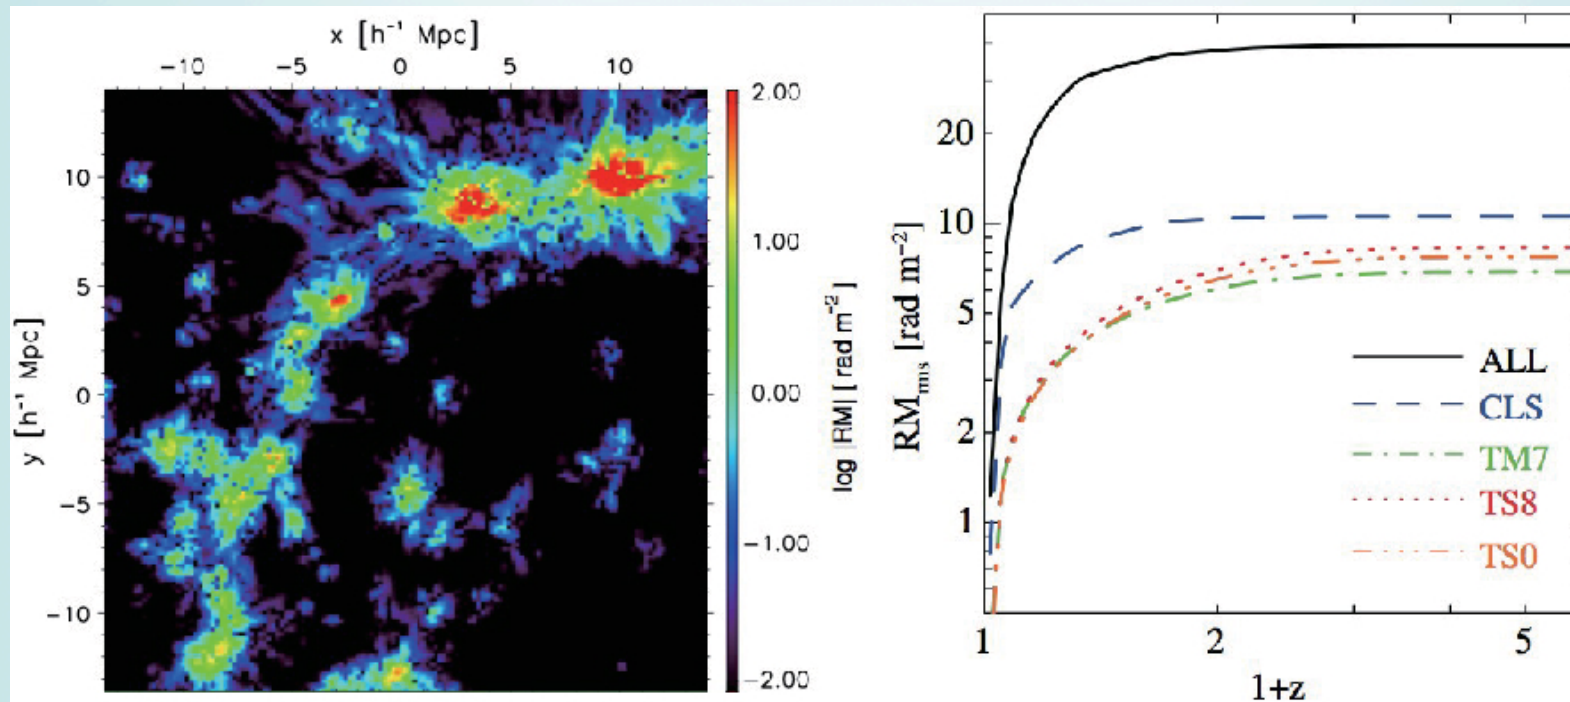 x [h⁻¹ Mpc]
−10 −5 0 5 10
y [h⁻¹ Mpc]
10
5
0
−5
−10
2.00
1.00
0.00
−1.00
−2.00
log |RM| [rad m⁻²]
RMrms [rad m⁻²]
20
10
5
2
1
ALL
CLS
TM7
TS8
TS0
1 2 5
1+z